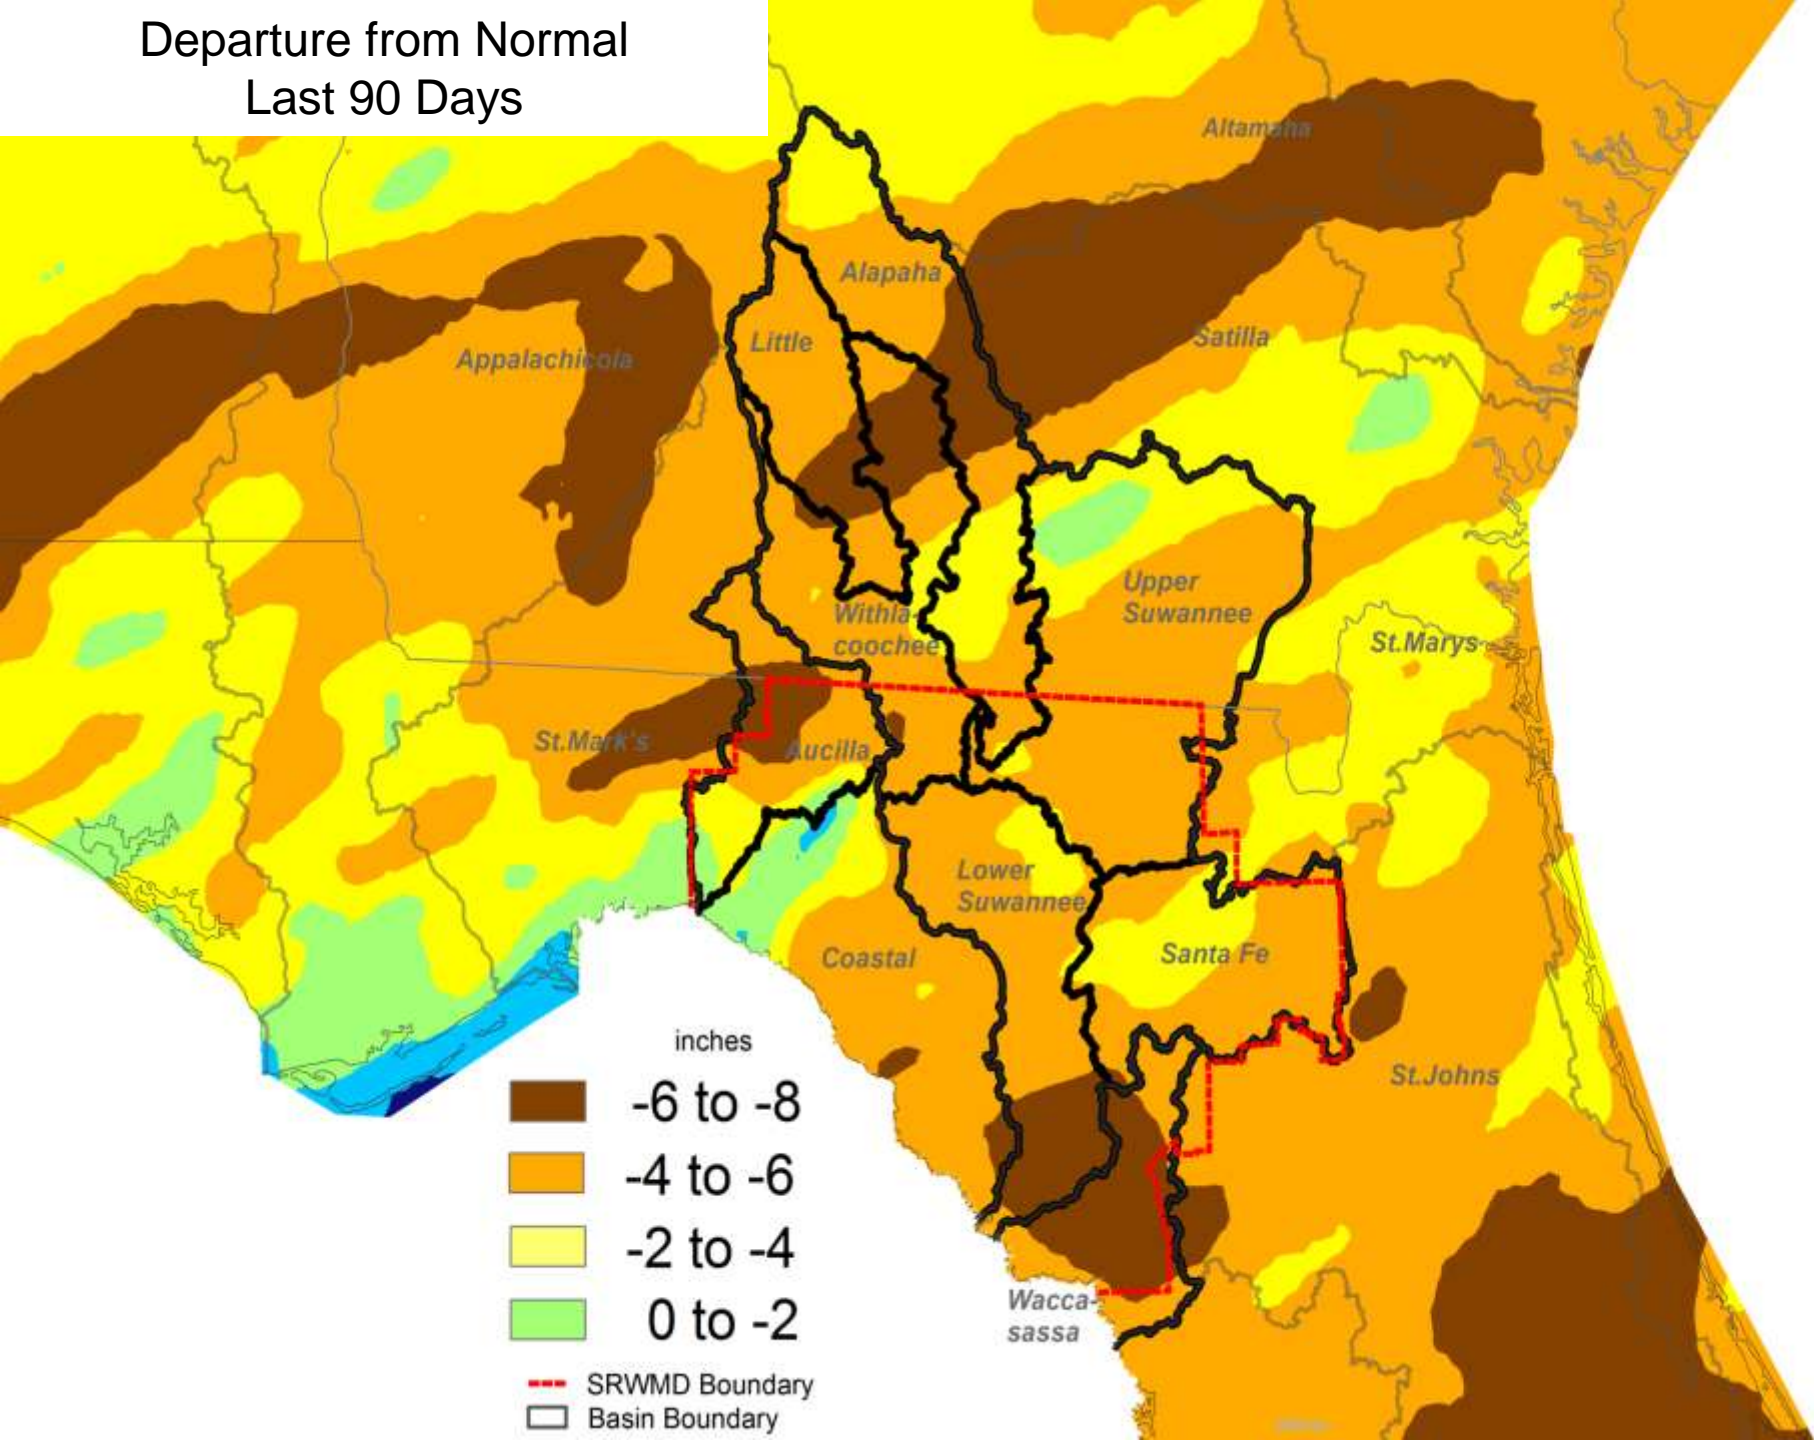 Departure from Normal
Last 90 Days
Altamaha
Alapaha
Little
Satilla
Appalachicola
Upper
Suwannee
Withla-
coochee
St.Marys
St.Mark's
Aucilla
Lower
Suwannee
Santa Fe
Coastal
St.Johns
Wacca-
sassa
inches
-6 to -8
-4 to -6
-2 to -4
0 to -2
SRWMD Boundary
Basin Boundary